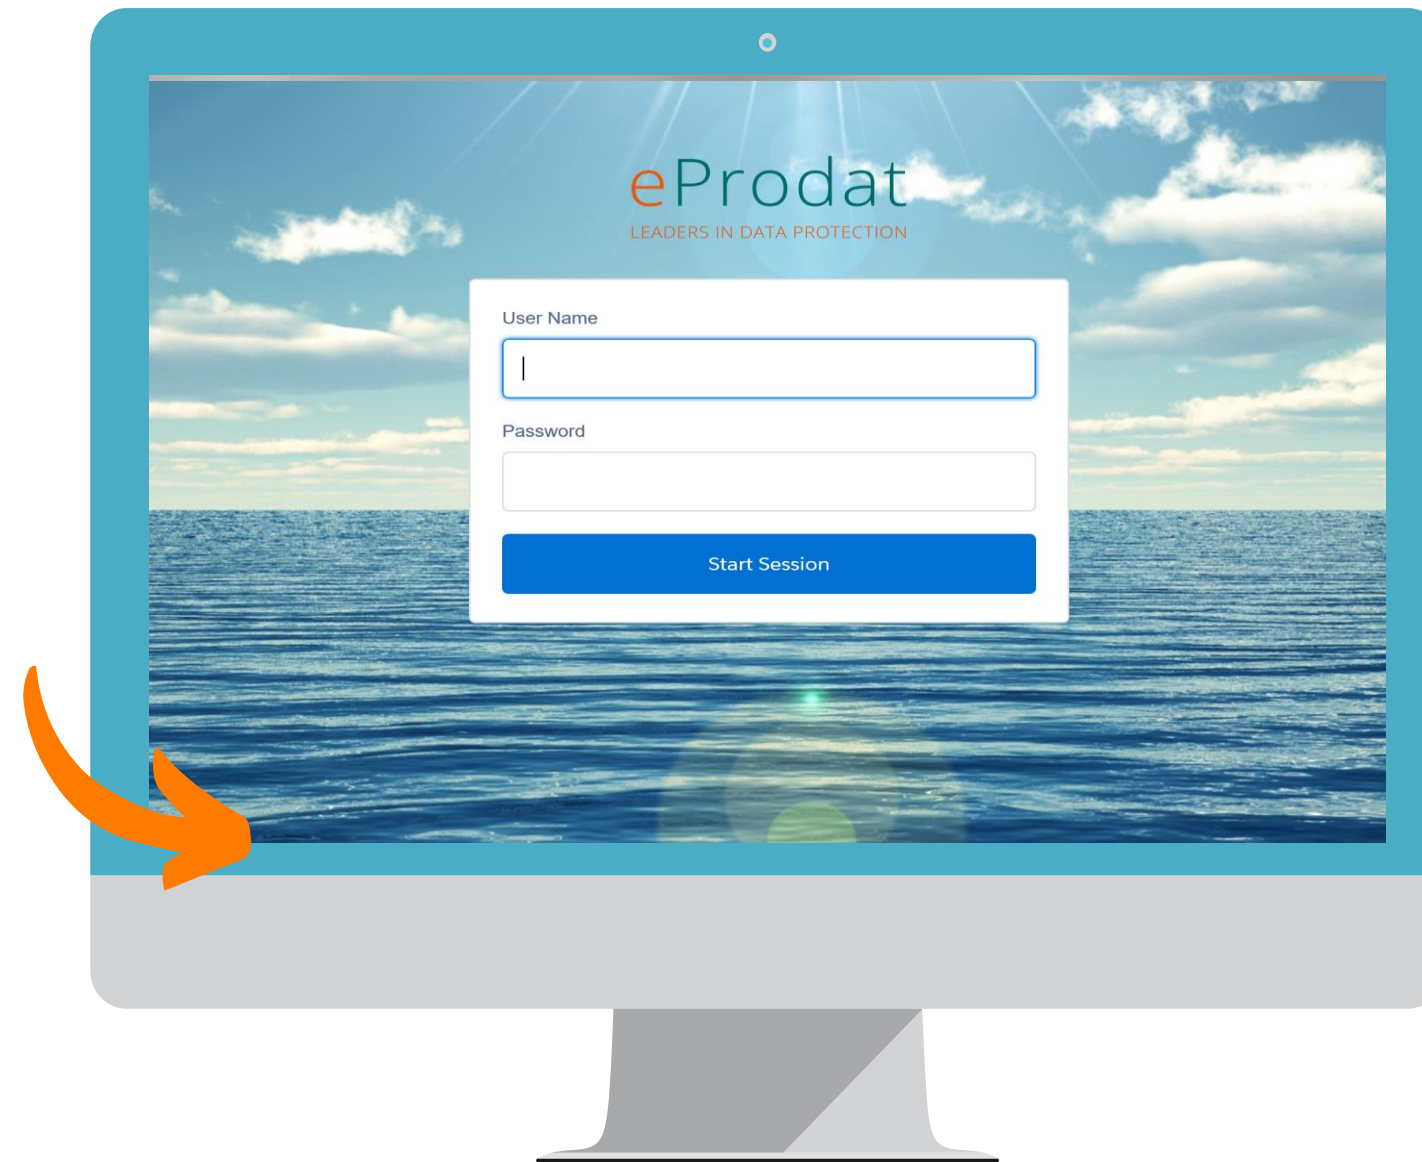 eProdat
LEADERS IN DATA PROTECTION
User Name
Password
Start Session